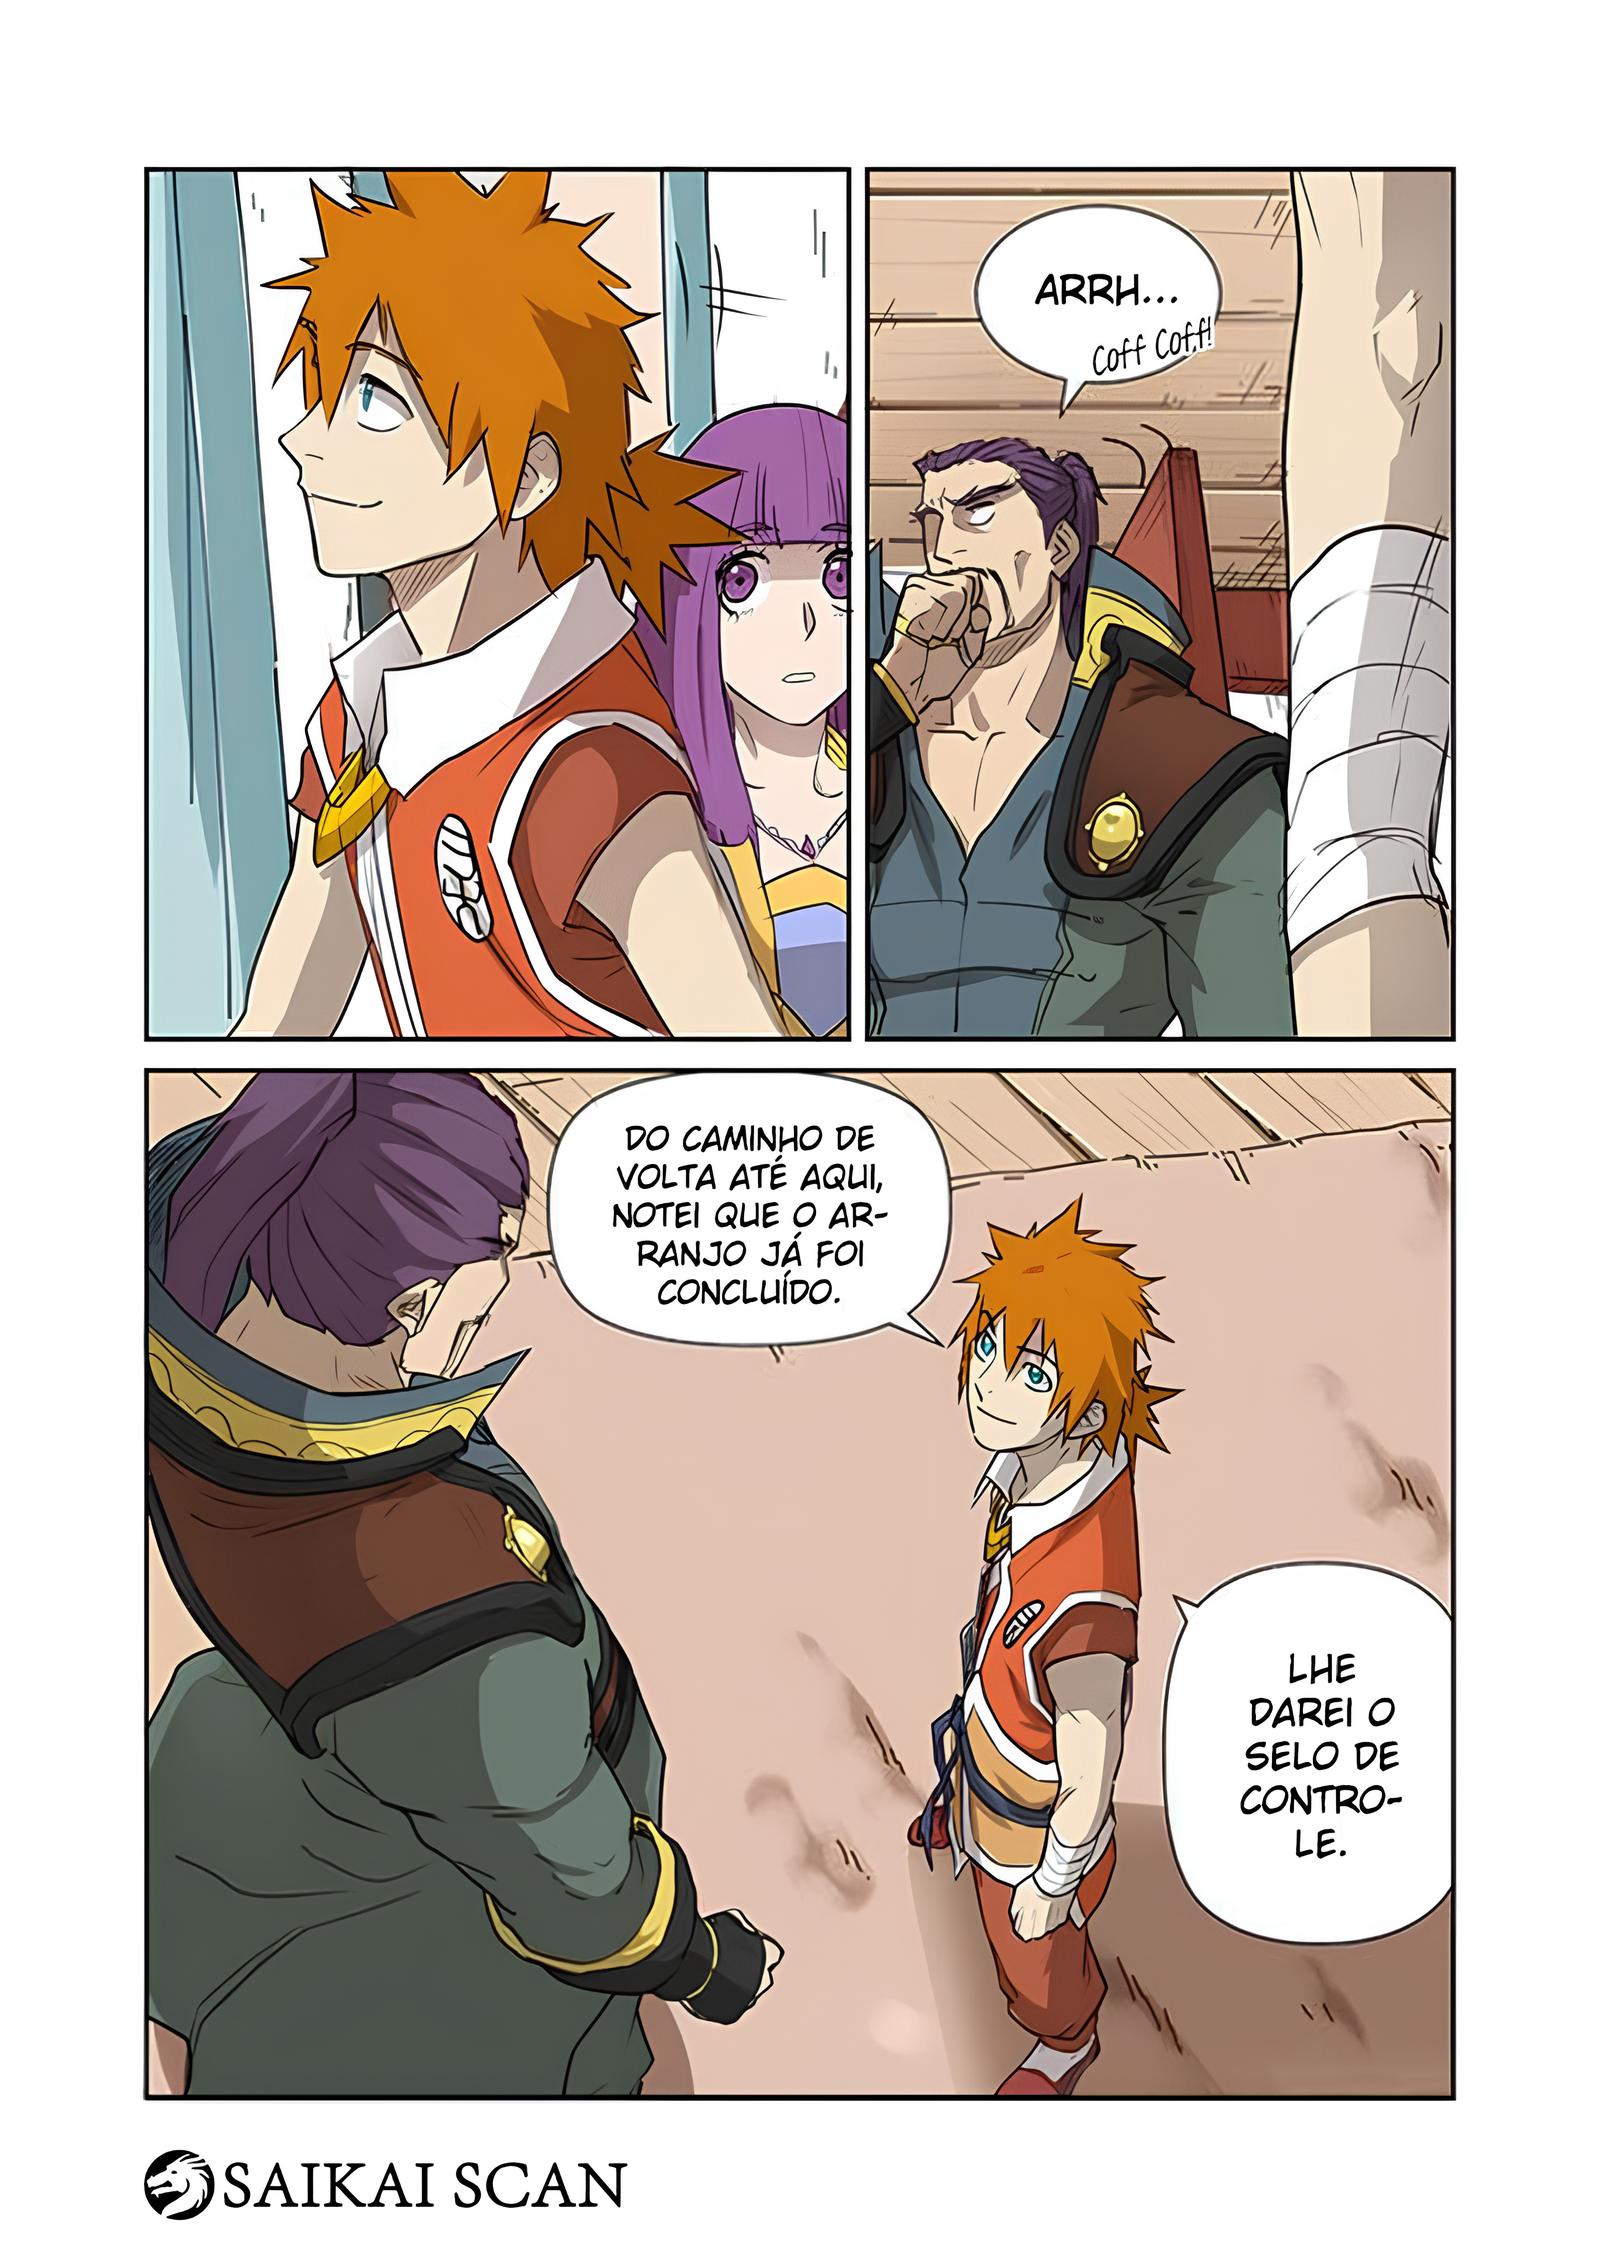 ARRH...
Coff Coff!
DO CAMINHO DE
VOLTA ATÉ AQUI,
NOTEI QUE O AR-
RANJO JÁ FOI
CONCLUÍDO.
LHE
DAREI O
SELO DE
CONTRO-
LE.
SAIKAI SCAN